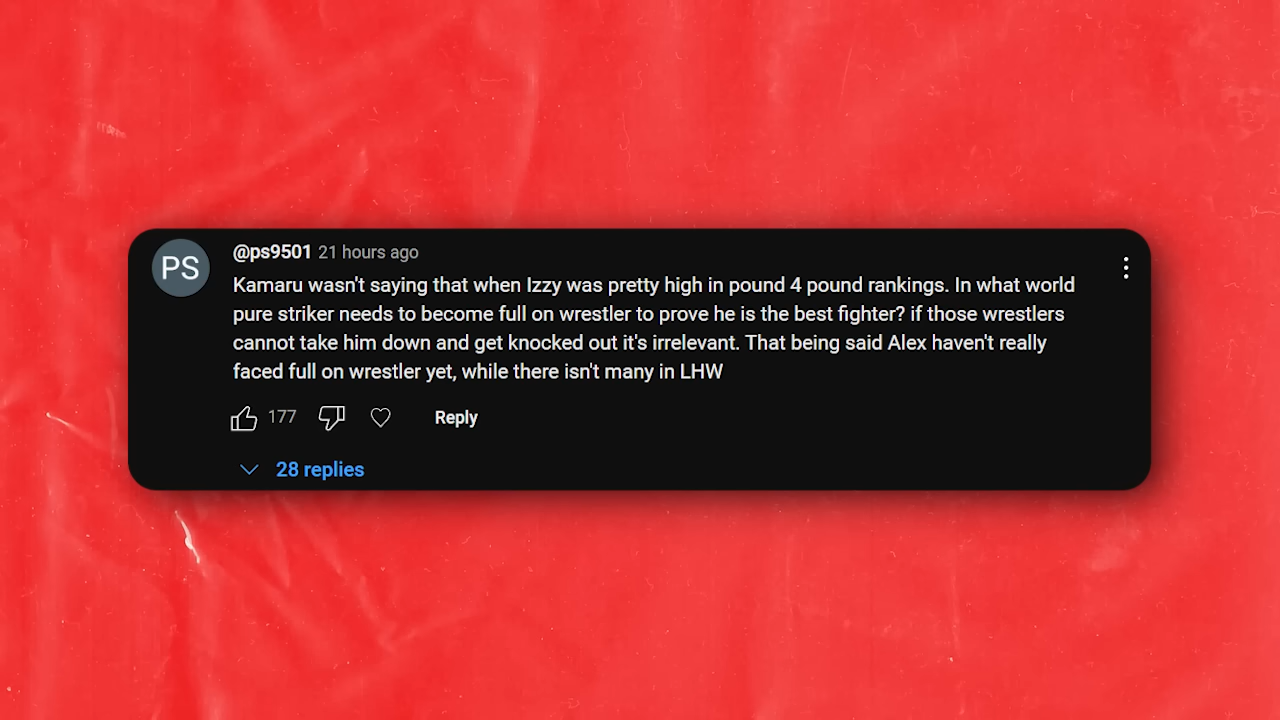 PS
@ps9501 21 hours ago
Kamaru wasn't saying that when Izzy was pretty high in pound 4 pound rankings. In what world
pure striker needs to become full on wrestler to prove he is the best fighter? if those wrestlers
cannot take him down and get knocked out it's irrelevant. That being said Alex haven't really
faced full on wrestler yet, while there isn't many in LHW
177 Reply
28 replies